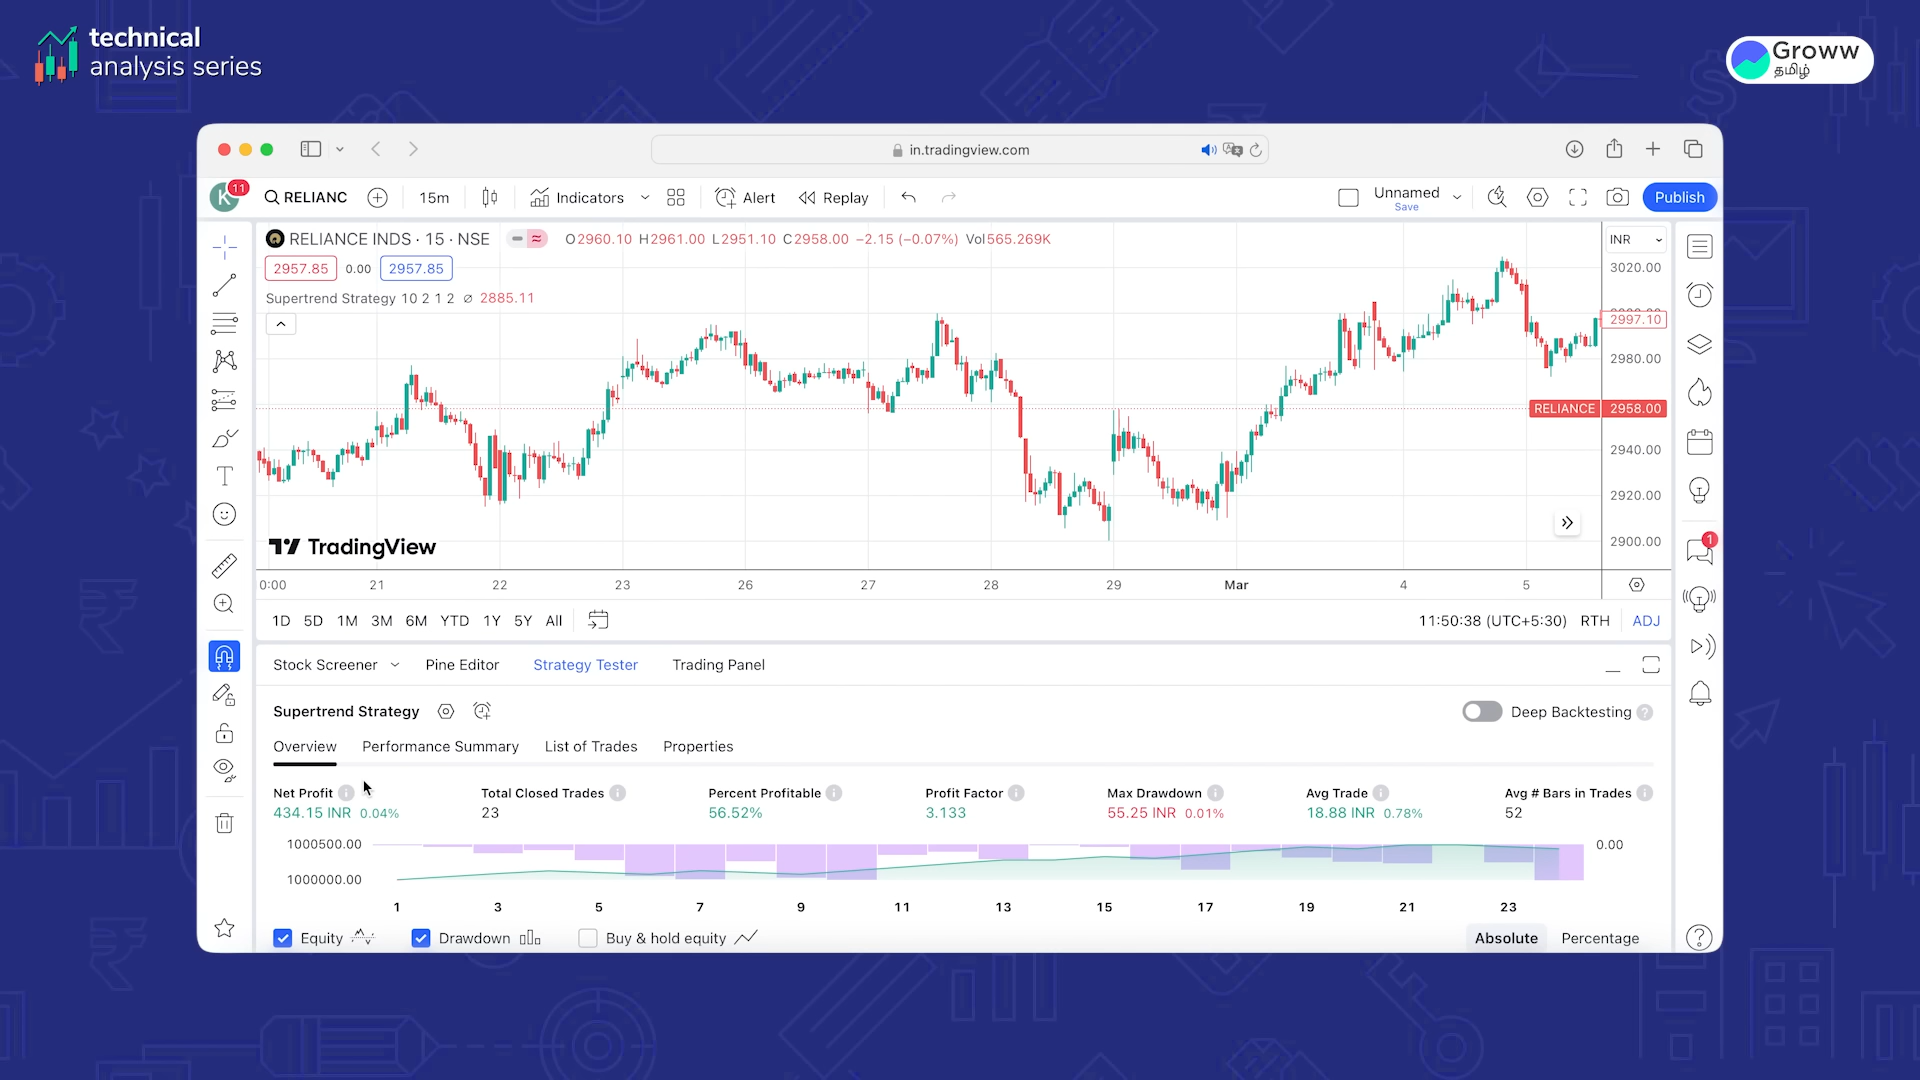 technical
analysis series
Groww
தமிழ்
in.tradingview.com
K
11
RELIANC
15m
Indicators
Alert
Replay
Unnamed
Save
Publish
RELIANCE INDS · 15 · NSE
O2960.10 H2961.00 L2951.10 C2958.00 −2.15 (−0.07%) Vol565.269K
INR
2957.85
0.00
2957.85
Supertrend Strategy 10 2 1 2 ∅ 2885.11
3020.00
2997.10
2980.00
RELIANCE 2958.00
2940.00
2920.00
2900.00
TradingView
0:00 21 22 23 26 27 28 29 Mar 4 5
1D 5D 1M 3M 6M YTD 1Y 5Y All
11:50:38 (UTC+5:30) RTH ADJ
1
Stock Screener Pine Editor Strategy Tester Trading Panel
Supertrend Strategy
Deep Backtesting
Overview Performance Summary List of Trades Properties
Net Profit Total Closed Trades Percent Profitable Profit Factor Max Drawdown Avg Trade Avg # Bars in Trades
434.15 INR 0.04% 23 56.52% 3.133 55.25 INR 0.01% 18.88 INR 0.78% 52
1000500.00
0.00
1000000.00
1 3 5 7 9 11 13 15 17 19 21 23
Equity Drawdown Buy & hold equity Absolute Percentage